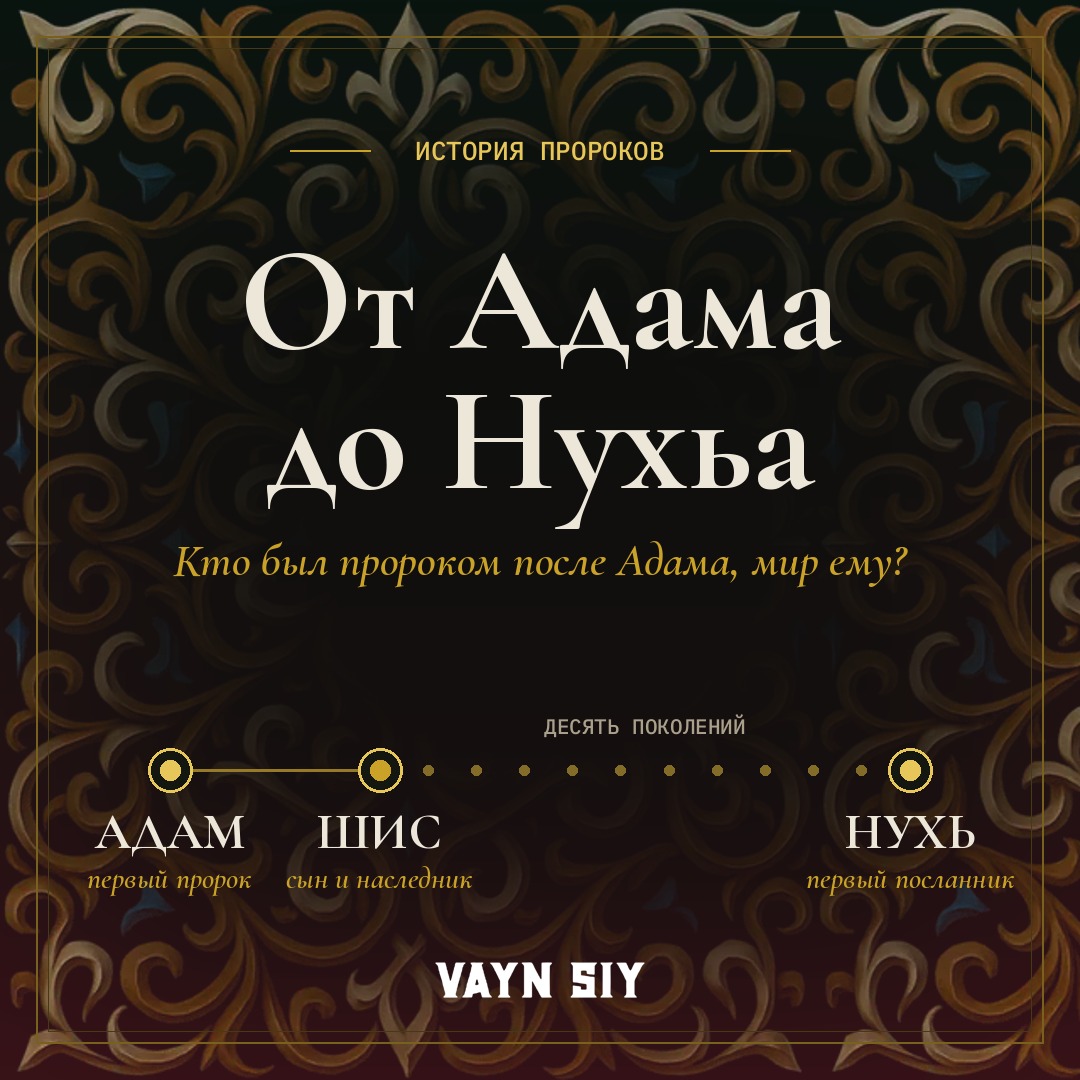 ИСТОРИЯ ПРОРОКОВ
От Адама
до Нухьа
Кто был пророком после Адама, мир ему?
ДЕСЯТЬ ПОКОЛЕНИЙ
АДАМ ШИС НУХЬ
первый пророк сын и наследник первый посланник
VAYN SIY